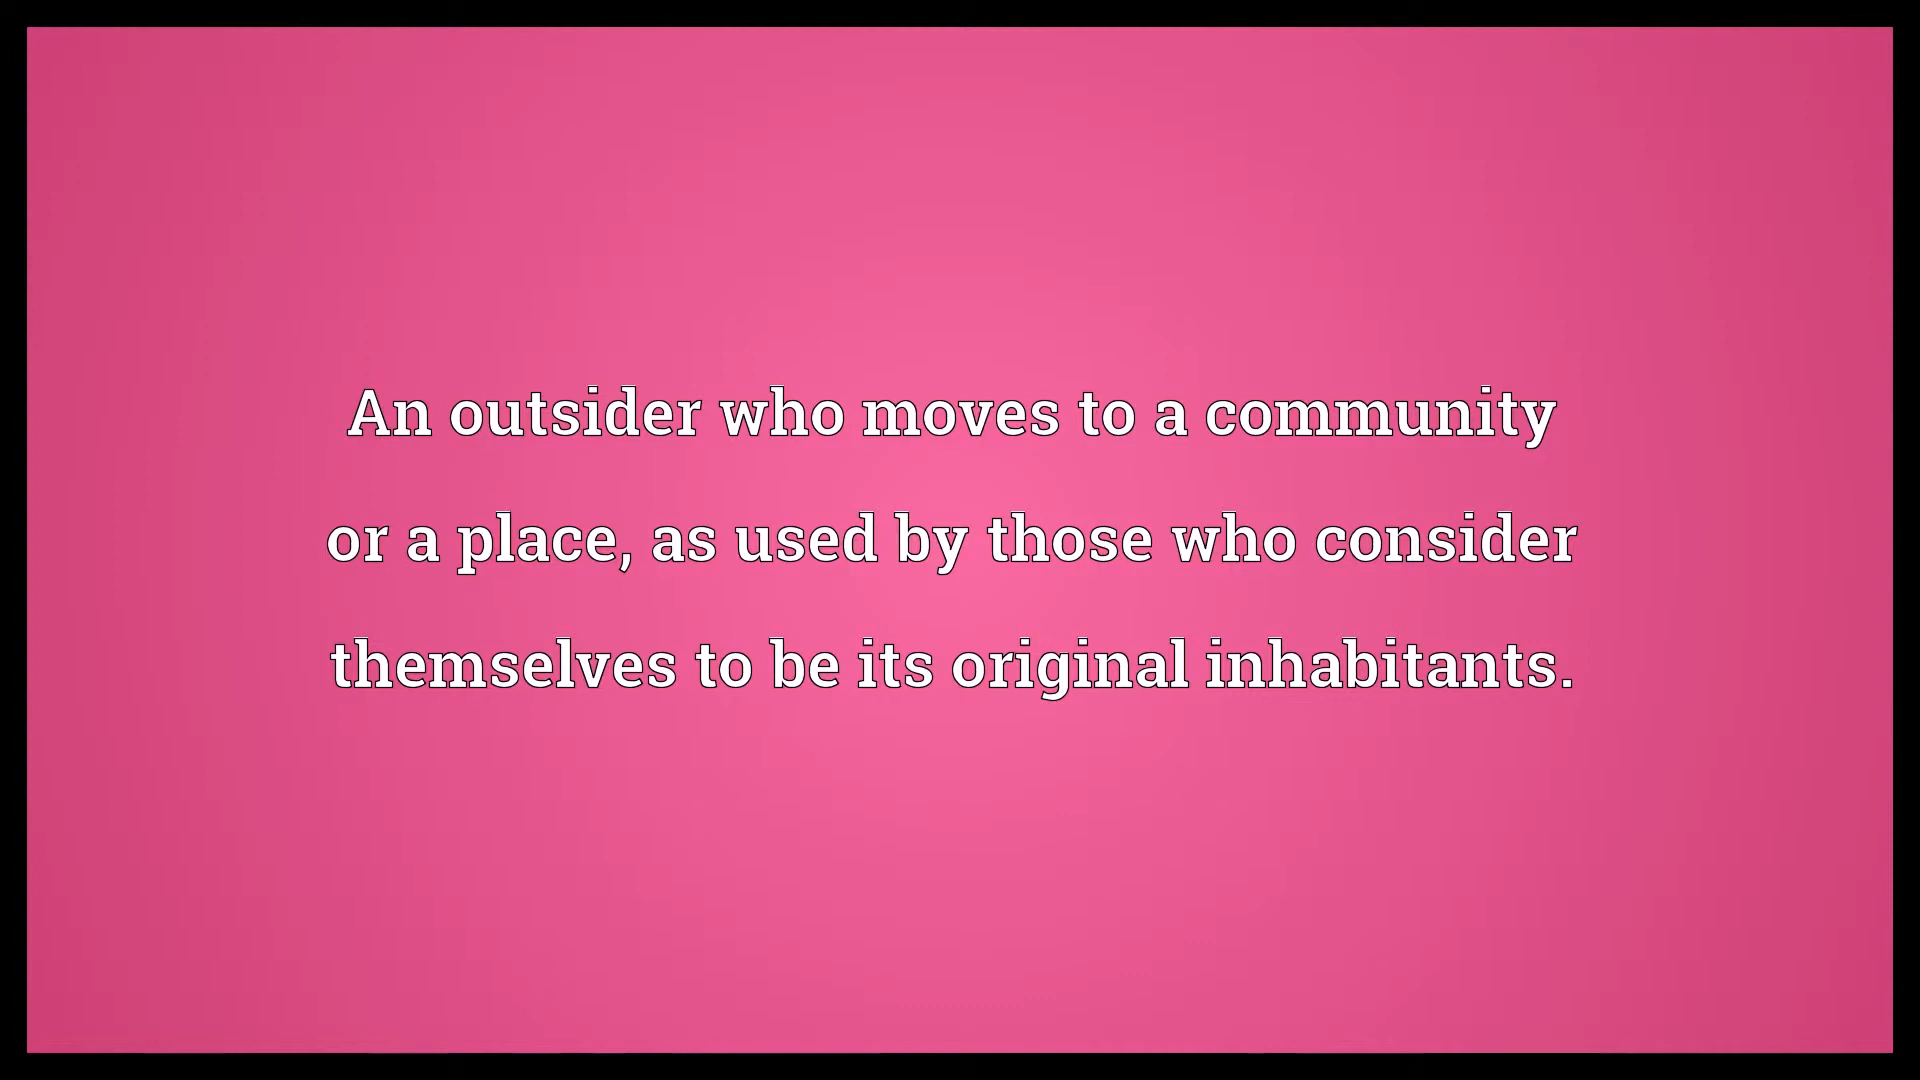 An outsider who moves to a community
or a place, as used by those who consider
themselves to be its original inhabitants.